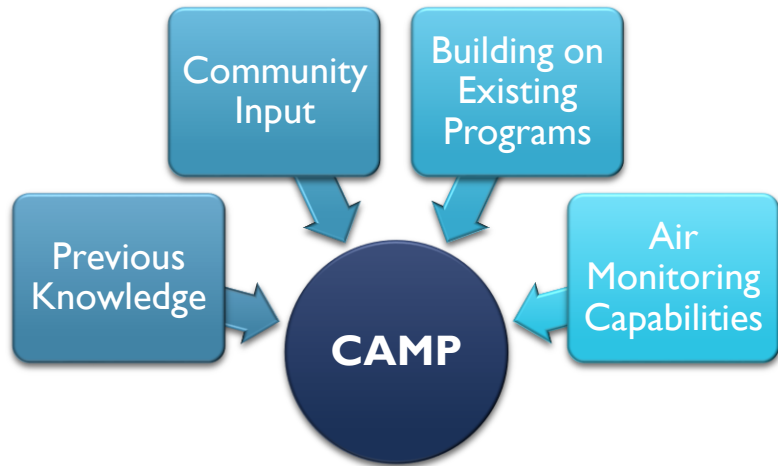 Previous
Knowledge
Community
Input
Building on
Existing
Programs
Air
Monitoring
Capabilities
CAMP